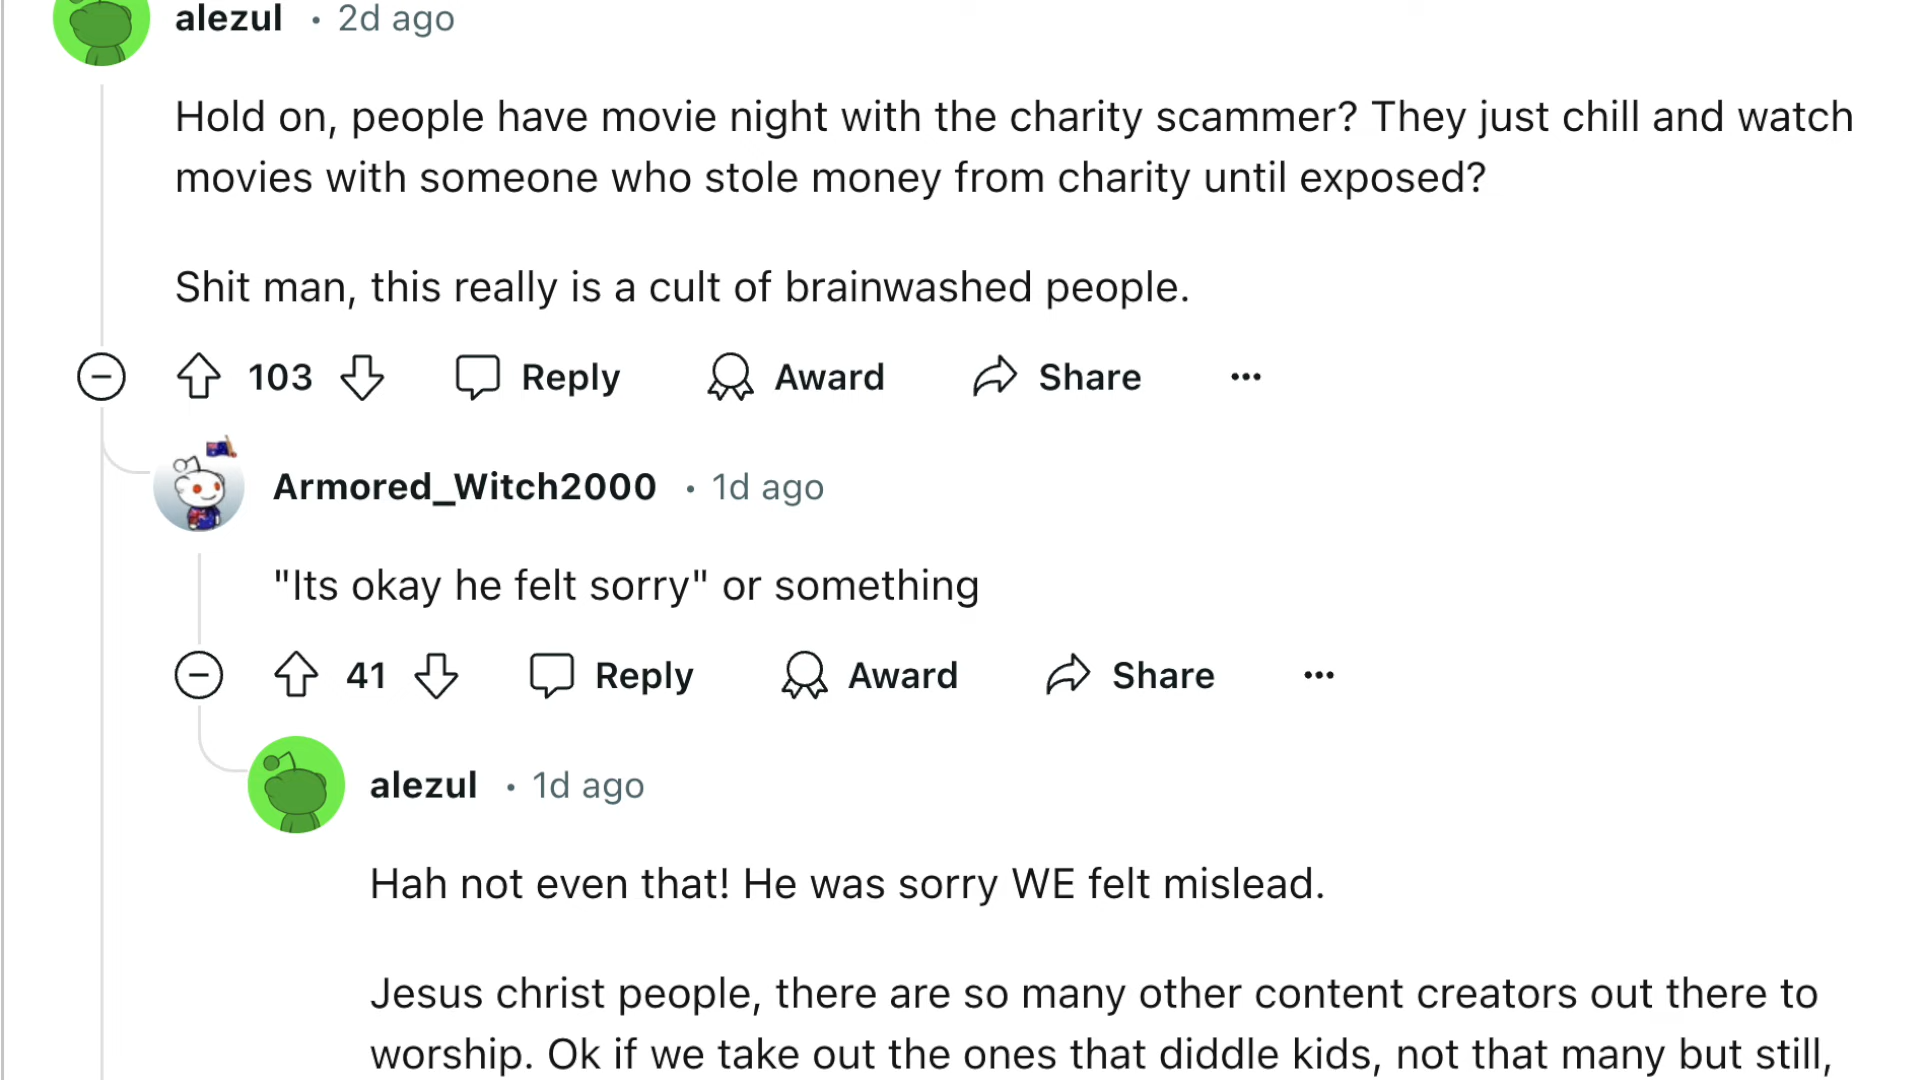 alezul • 2d ago
Hold on, people have movie night with the charity scammer? They just chill and watch
movies with someone who stole money from charity until exposed?
Shit man, this really is a cult of brainwashed people.
103 Reply Award Share ...
Armored_Witch2000 • 1d ago
"Its okay he felt sorry" or something
41 Reply Award Share ...
alezul • 1d ago
Hah not even that! He was sorry WE felt mislead.
Jesus christ people, there are so many other content creators out there to
worship. Ok if we take out the ones that diddle kids, not that many but still,